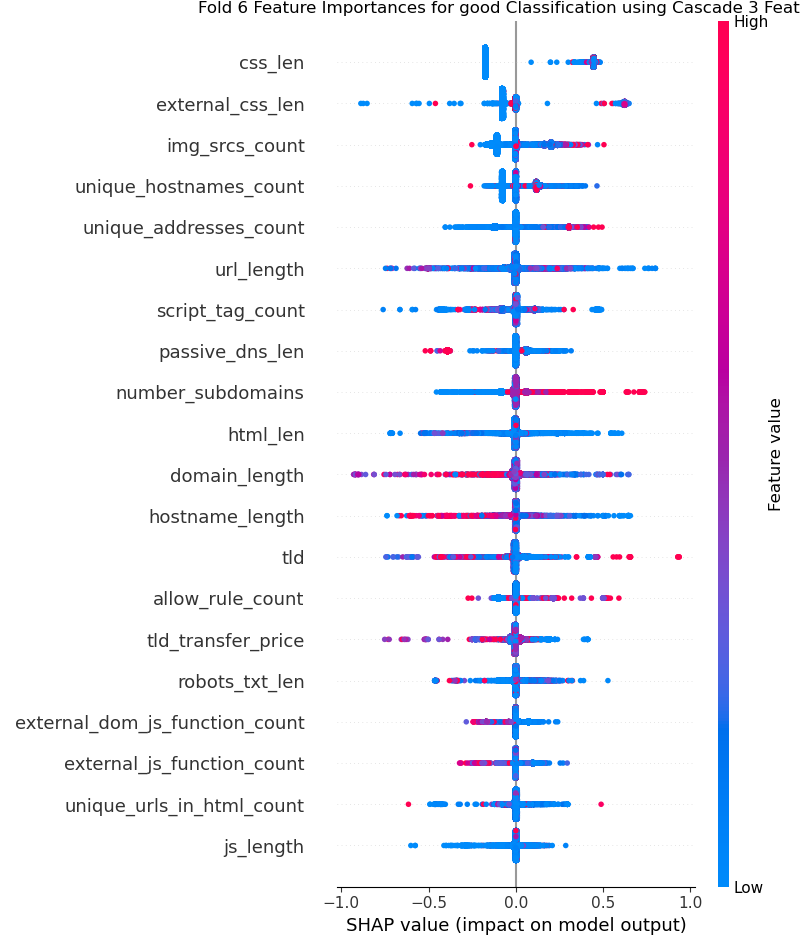 Fold 6 Feature Importances for good Classification using Cascade 3 Feat
High
css_len
external_css_len
img_srcs_count
unique_hostnames_count
unique_addresses_count
url_length
script_tag_count
passive_dns_len
number_subdomains
html_len
domain_length
hostname_length
tld
allow_rule_count
tld_transfer_price
robots_txt_len
external_dom_js_function_count
external_js_function_count
unique_urls_in_html_count
js_length
Feature value
Low
−1.0 −0.5 0.0 0.5 1.0
SHAP value (impact on model output)